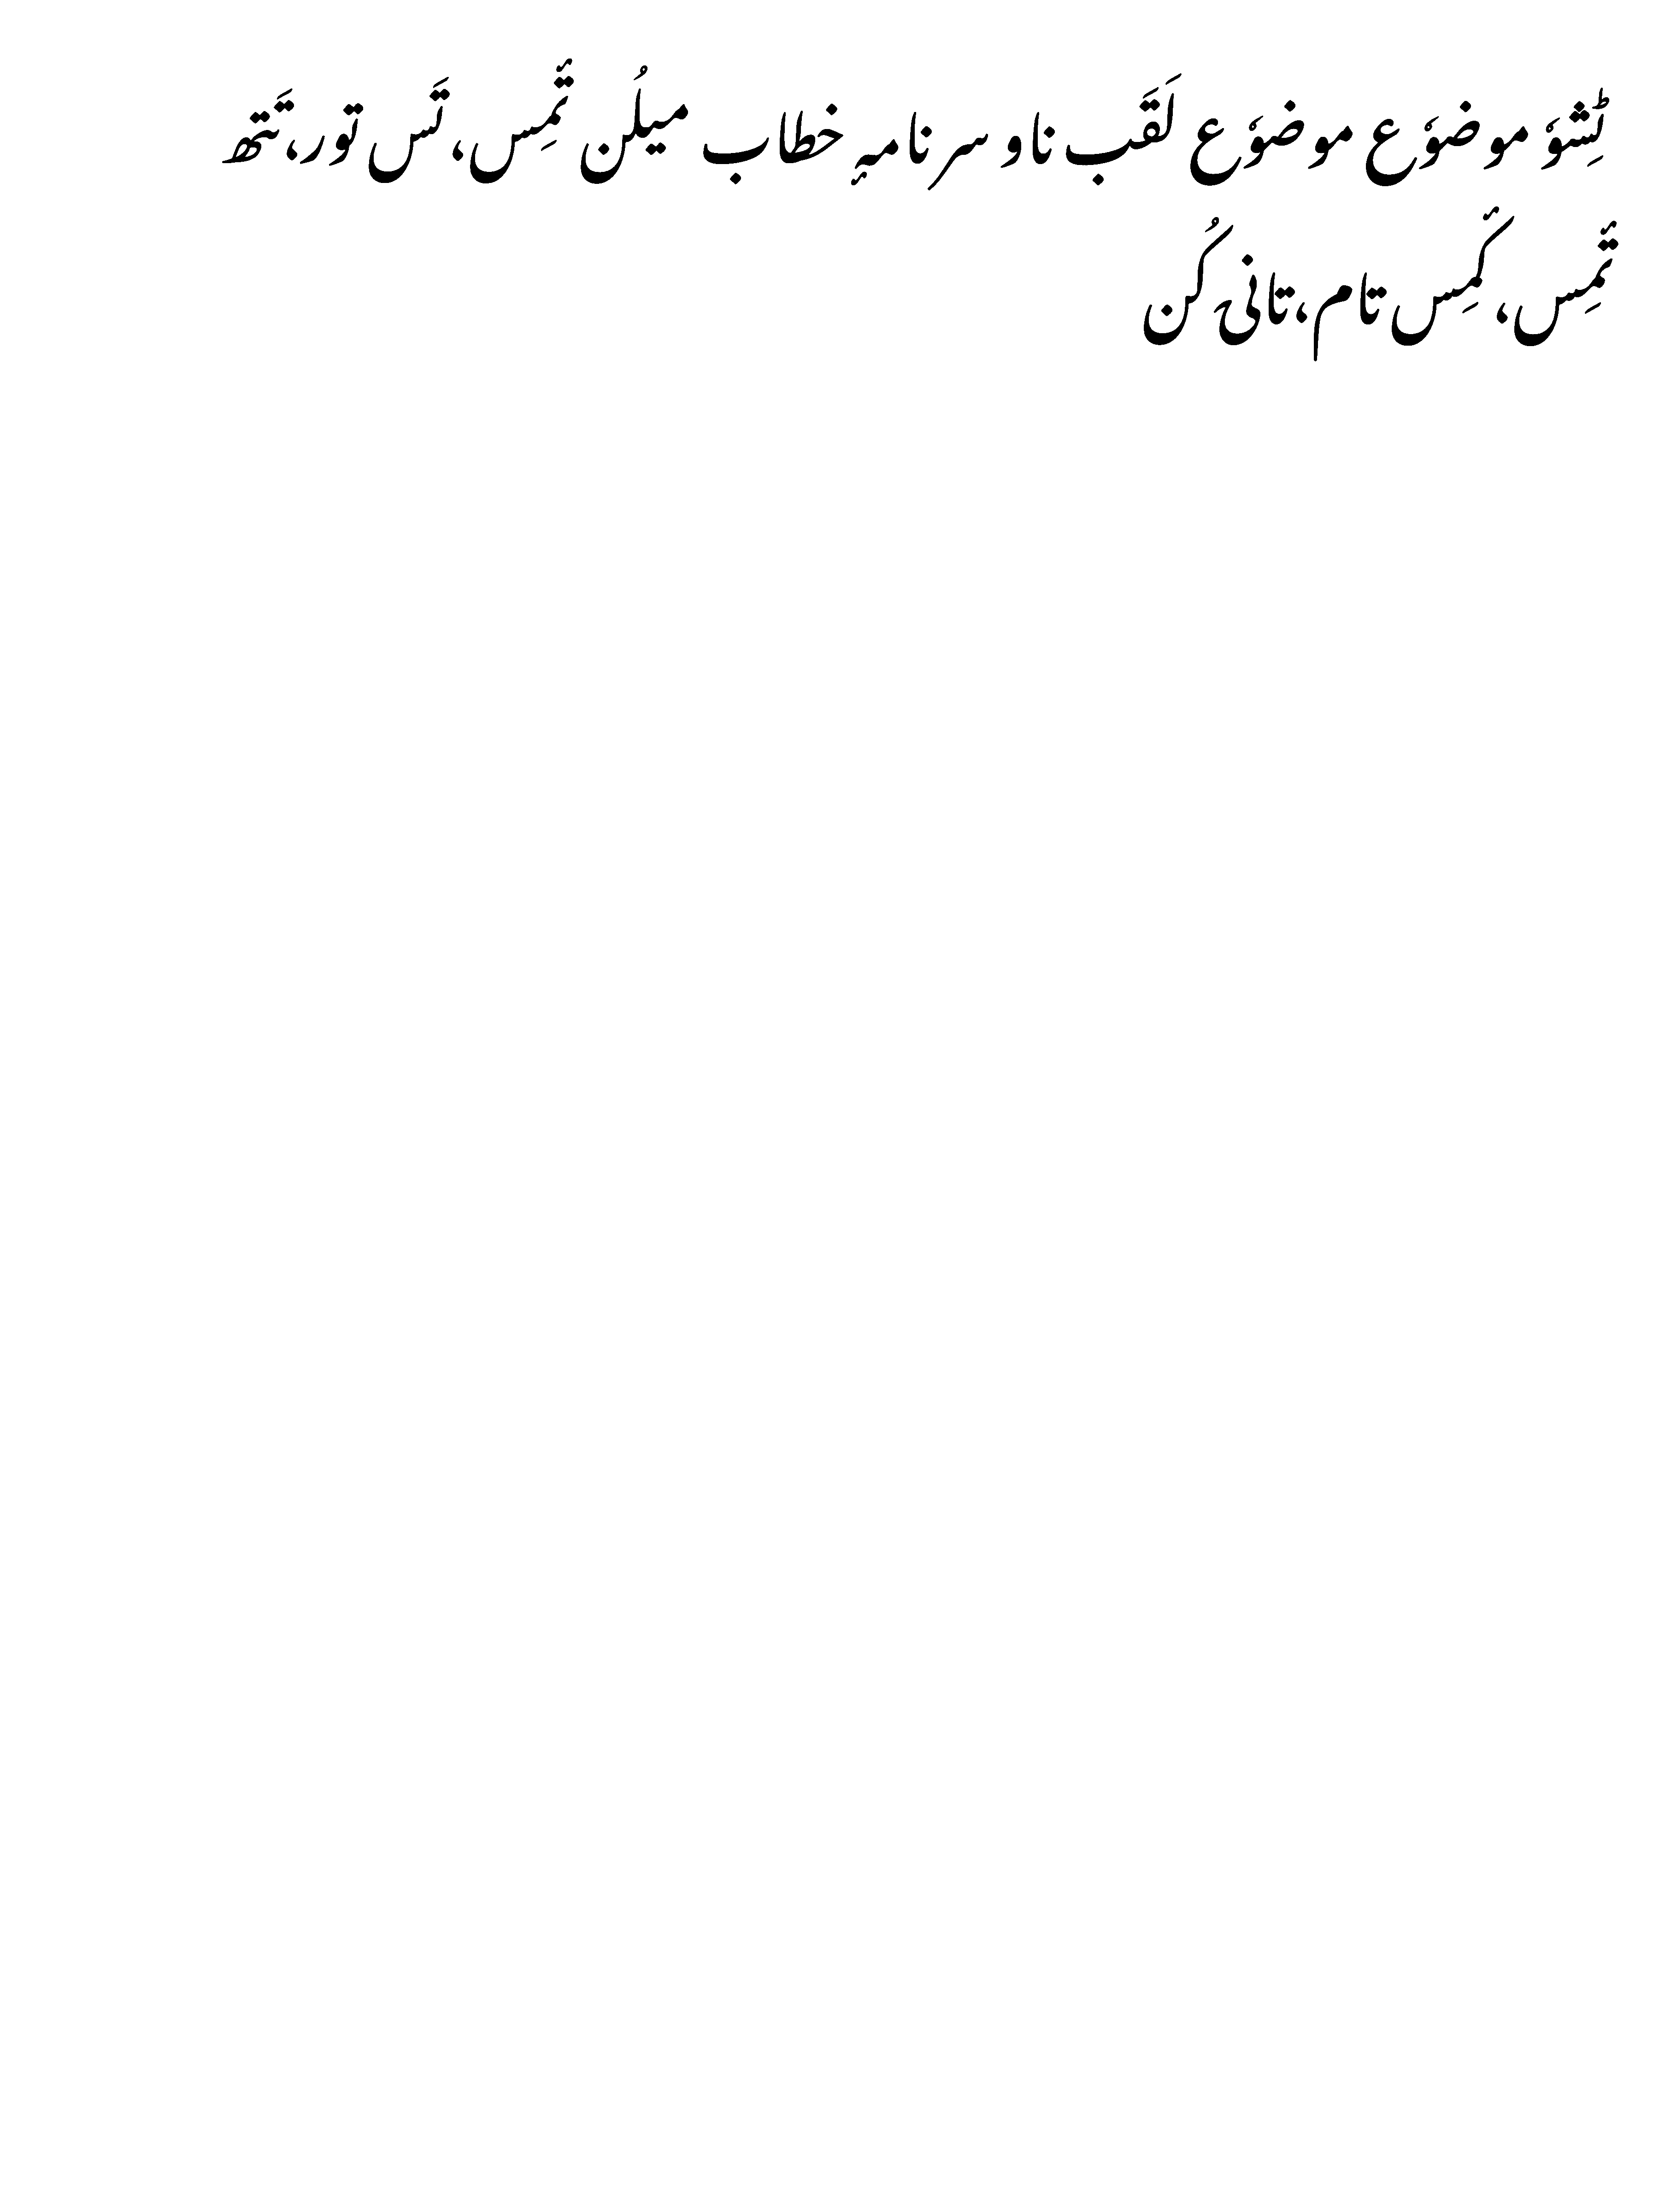 ٹِشوٗ موضوٗع موضوٗع لَقَب ناو سرنامہٕ خطاب میلُن تٔمِس، تَس تور، تَتھ
تٔمِس، کٔمِس تام، تانی کُن